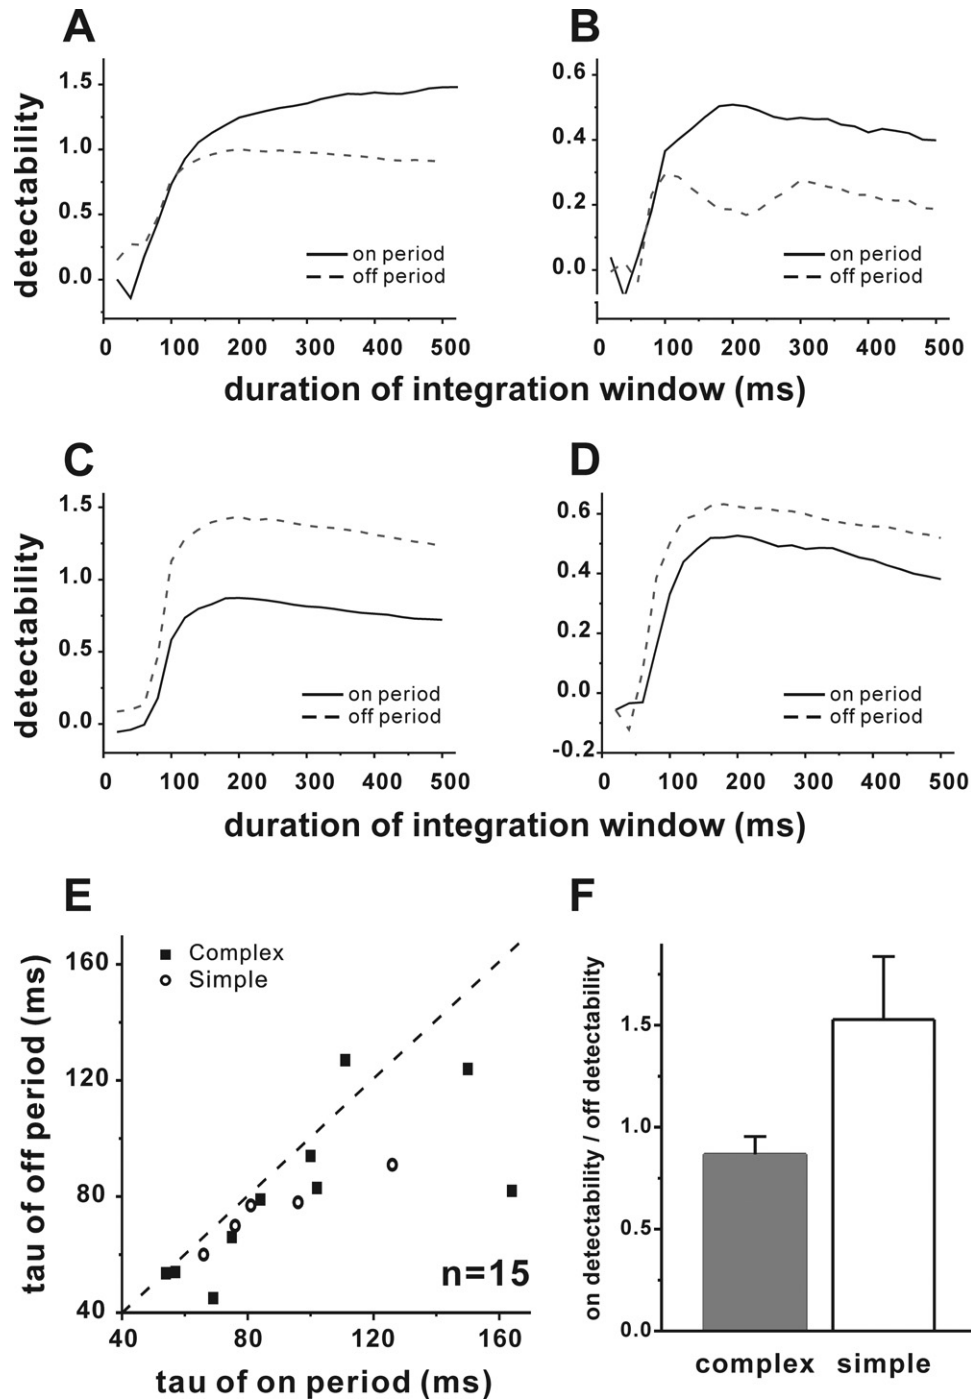 A
B
detectability
1.5
1.0
0.5
0.0
on period
off period
0 100 200 300 400 500
0.6
0.4
0.2
0.0
on period
off period
0 100 200 300 400 500
duration of integration window (ms)
C
D
detectability
1.5
1.0
0.5
0.0
on period
off period
0 100 200 300 400 500
0.6
0.4
0.2
0.0
-0.2
on period
off period
0 100 200 300 400 500
duration of integration window (ms)
E
F
tau of off period (ms)
160
120
80
40
Complex
Simple
n=15
40 80 120 160
tau of on period (ms)
on detectability / off detectability
1.5
1.0
0.5
0.0
complex simple